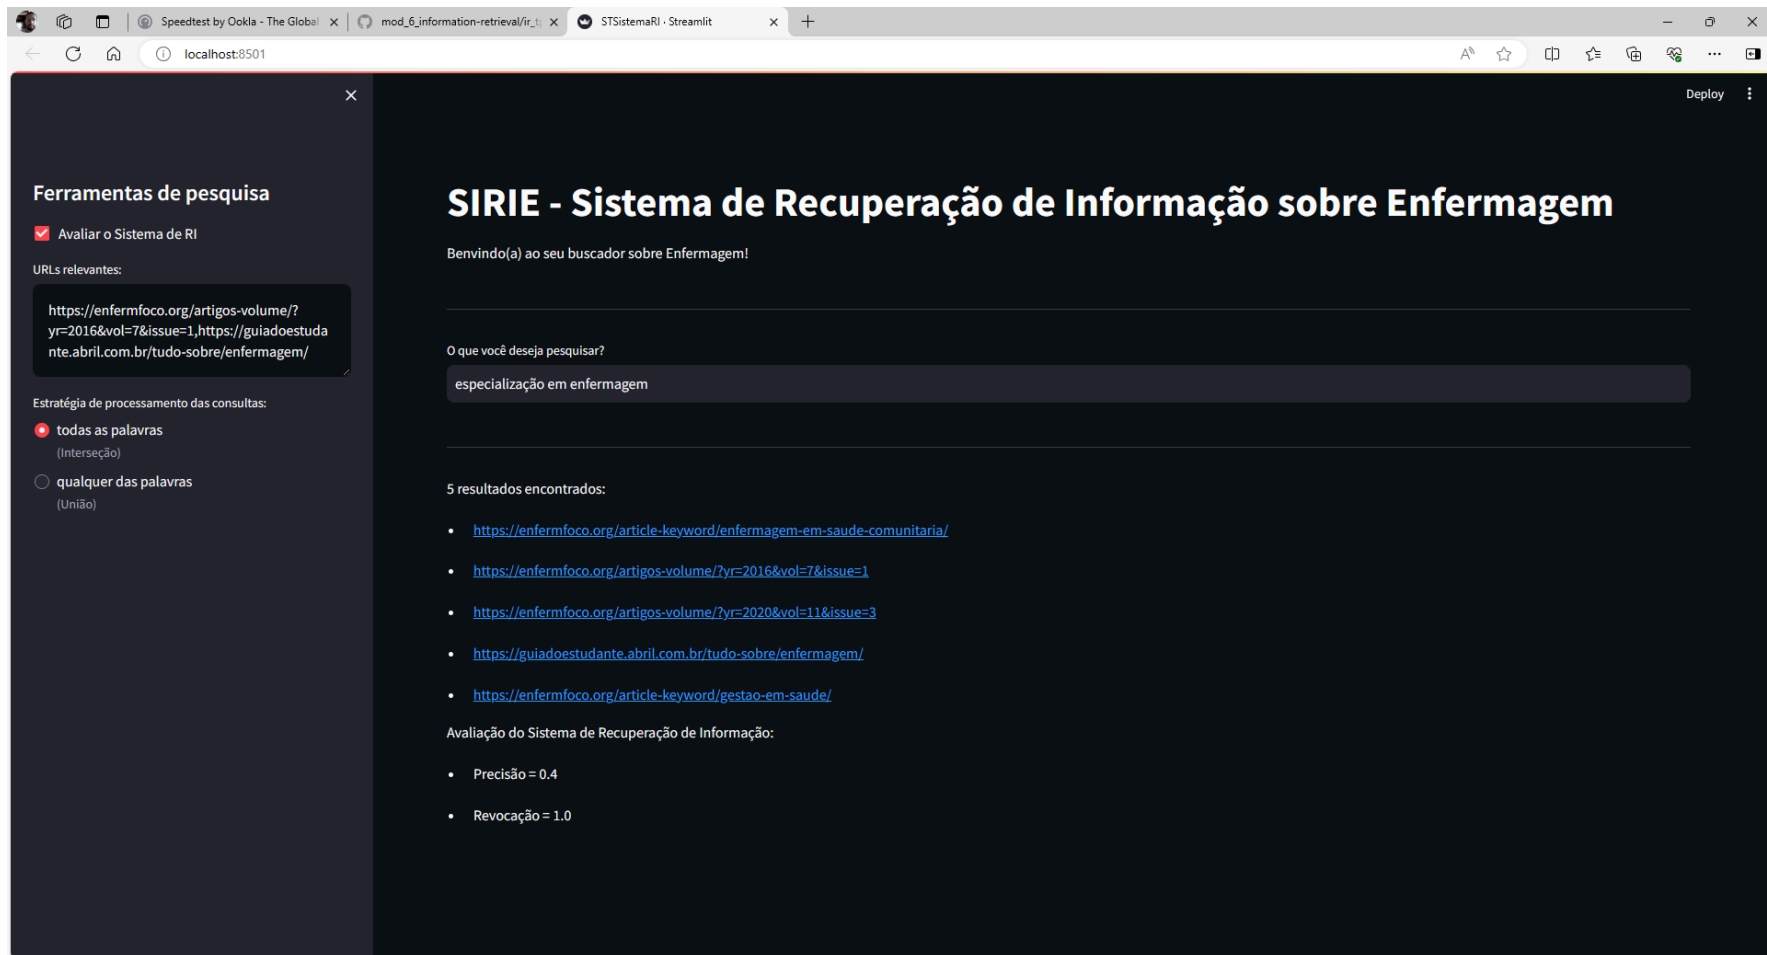 Speedtest by Ookla - The Global
mod_6_information-retrieval/ir_t
STSistemaRI · Streamlit
localhost:8501
Deploy
Ferramentas de pesquisa
Avaliar o Sistema de RI
URLs relevantes:
https://enfermfoco.org/artigos-volume/?
yr=2016&vol=7&issue=1,https://guiadoestuda
nte.abril.com.br/tudo-sobre/enfermagem/
Estratégia de processamento das consultas:
todas as palavras
(Interseção)
qualquer das palavras
(União)
SIRIE - Sistema de Recuperação de Informação sobre Enfermagem
Benvindo(a) ao seu buscador sobre Enfermagem!
O que você deseja pesquisar?
especialização em enfermagem
5 resultados encontrados:
• https://enfermfoco.org/article-keyword/enfermagem-em-saude-comunitaria/
• https://enfermfoco.org/artigos-volume/?yr=2016&vol=7&issue=1
• https://enfermfoco.org/artigos-volume/?yr=2020&vol=11&issue=3
• https://guiadoestudante.abril.com.br/tudo-sobre/enfermagem/
• https://enfermfoco.org/article-keyword/gestao-em-saude/
Avaliação do Sistema de Recuperação de Informação:
• Precisão = 0.4
• Revocação = 1.0